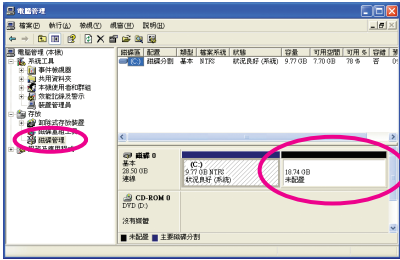 電腦管理
檔案(F) 執行(A) 檢視(V) 視窗(W) 說明(H)
電腦管理 (本機)
系統工具
事件檢視器
共用資料夾
本機使用者和群組
效能記錄及警示
裝置管理員
存放
卸除式存放裝置
磁碟重組工具
磁碟管理
服務及應用程式
磁碟區 配置 類型 檔案系統 狀態 容量 可用空間 可用 % 容錯
(C:) 磁碟分割 基本 NTFS 狀況良好 (系統) 9.77 GB 7.70 GB 78 % 否
磁碟 0
基本
28.50 GB
連線
(C:)
9.77 GB NTFS
狀況良好 (系統)
18.74 GB
未配置
CD-ROM 0
DVD (D:)
沒有媒體
未配置 主要磁碟分割